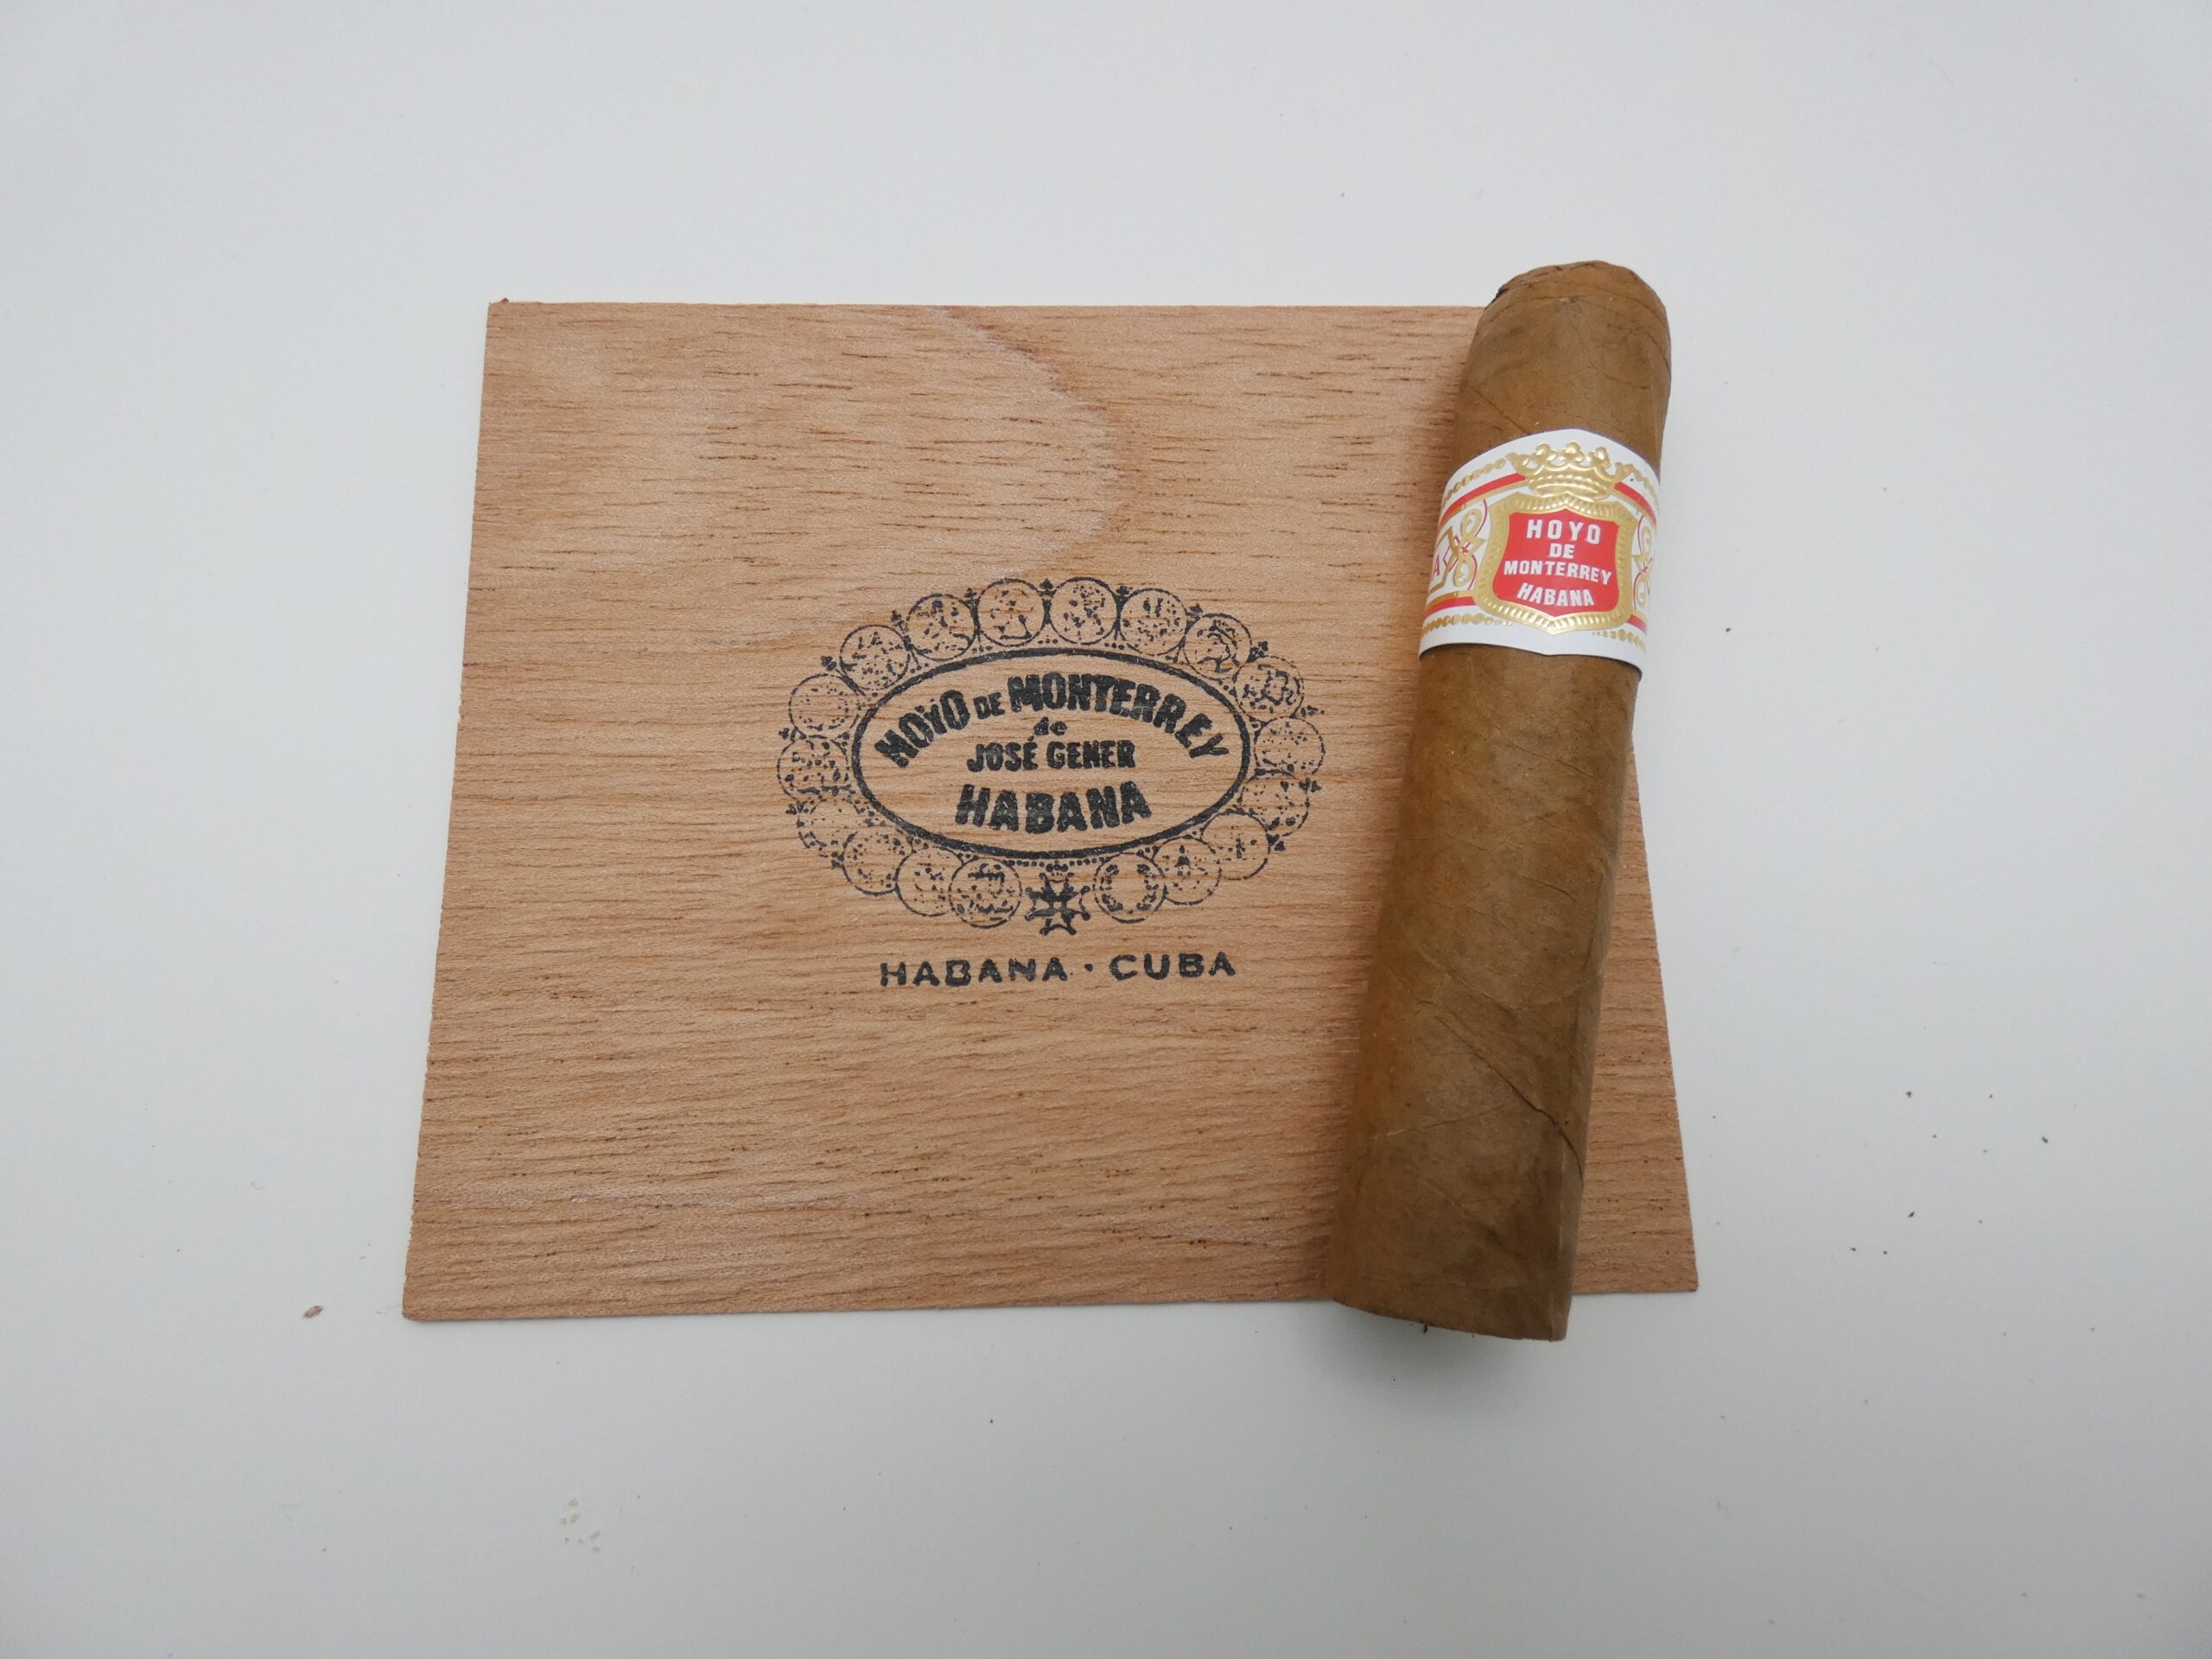 HOYO DE MONTERREY
de
JOSÉ GENER
HABANA
HABANA · CUBA
HOYO
DE
MONTERREY
HABANA